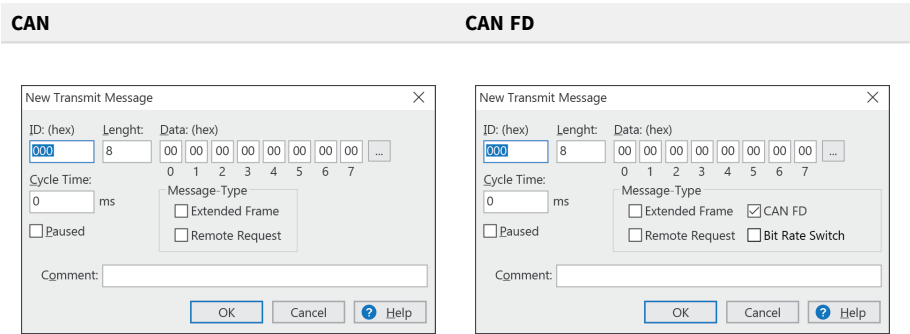 CAN CAN FD
New Transmit Message
ID: (hex) Lenght: Data: (hex)
000 8 00 00 00 00 00 00 00 00 ...
0 1 2 3 4 5 6 7
Cycle Time:
Message-Type
0 ms
Extended Frame
Paused
Remote Request
Comment:
OK Cancel ? Help
New Transmit Message
ID: (hex) Lenght: Data: (hex)
000 8 00 00 00 00 00 00 00 00 ...
0 1 2 3 4 5 6 7
Cycle Time:
Message-Type
0 ms
Extended Frame CAN FD
Paused
Remote Request Bit Rate Switch
Comment:
OK Cancel ? Help